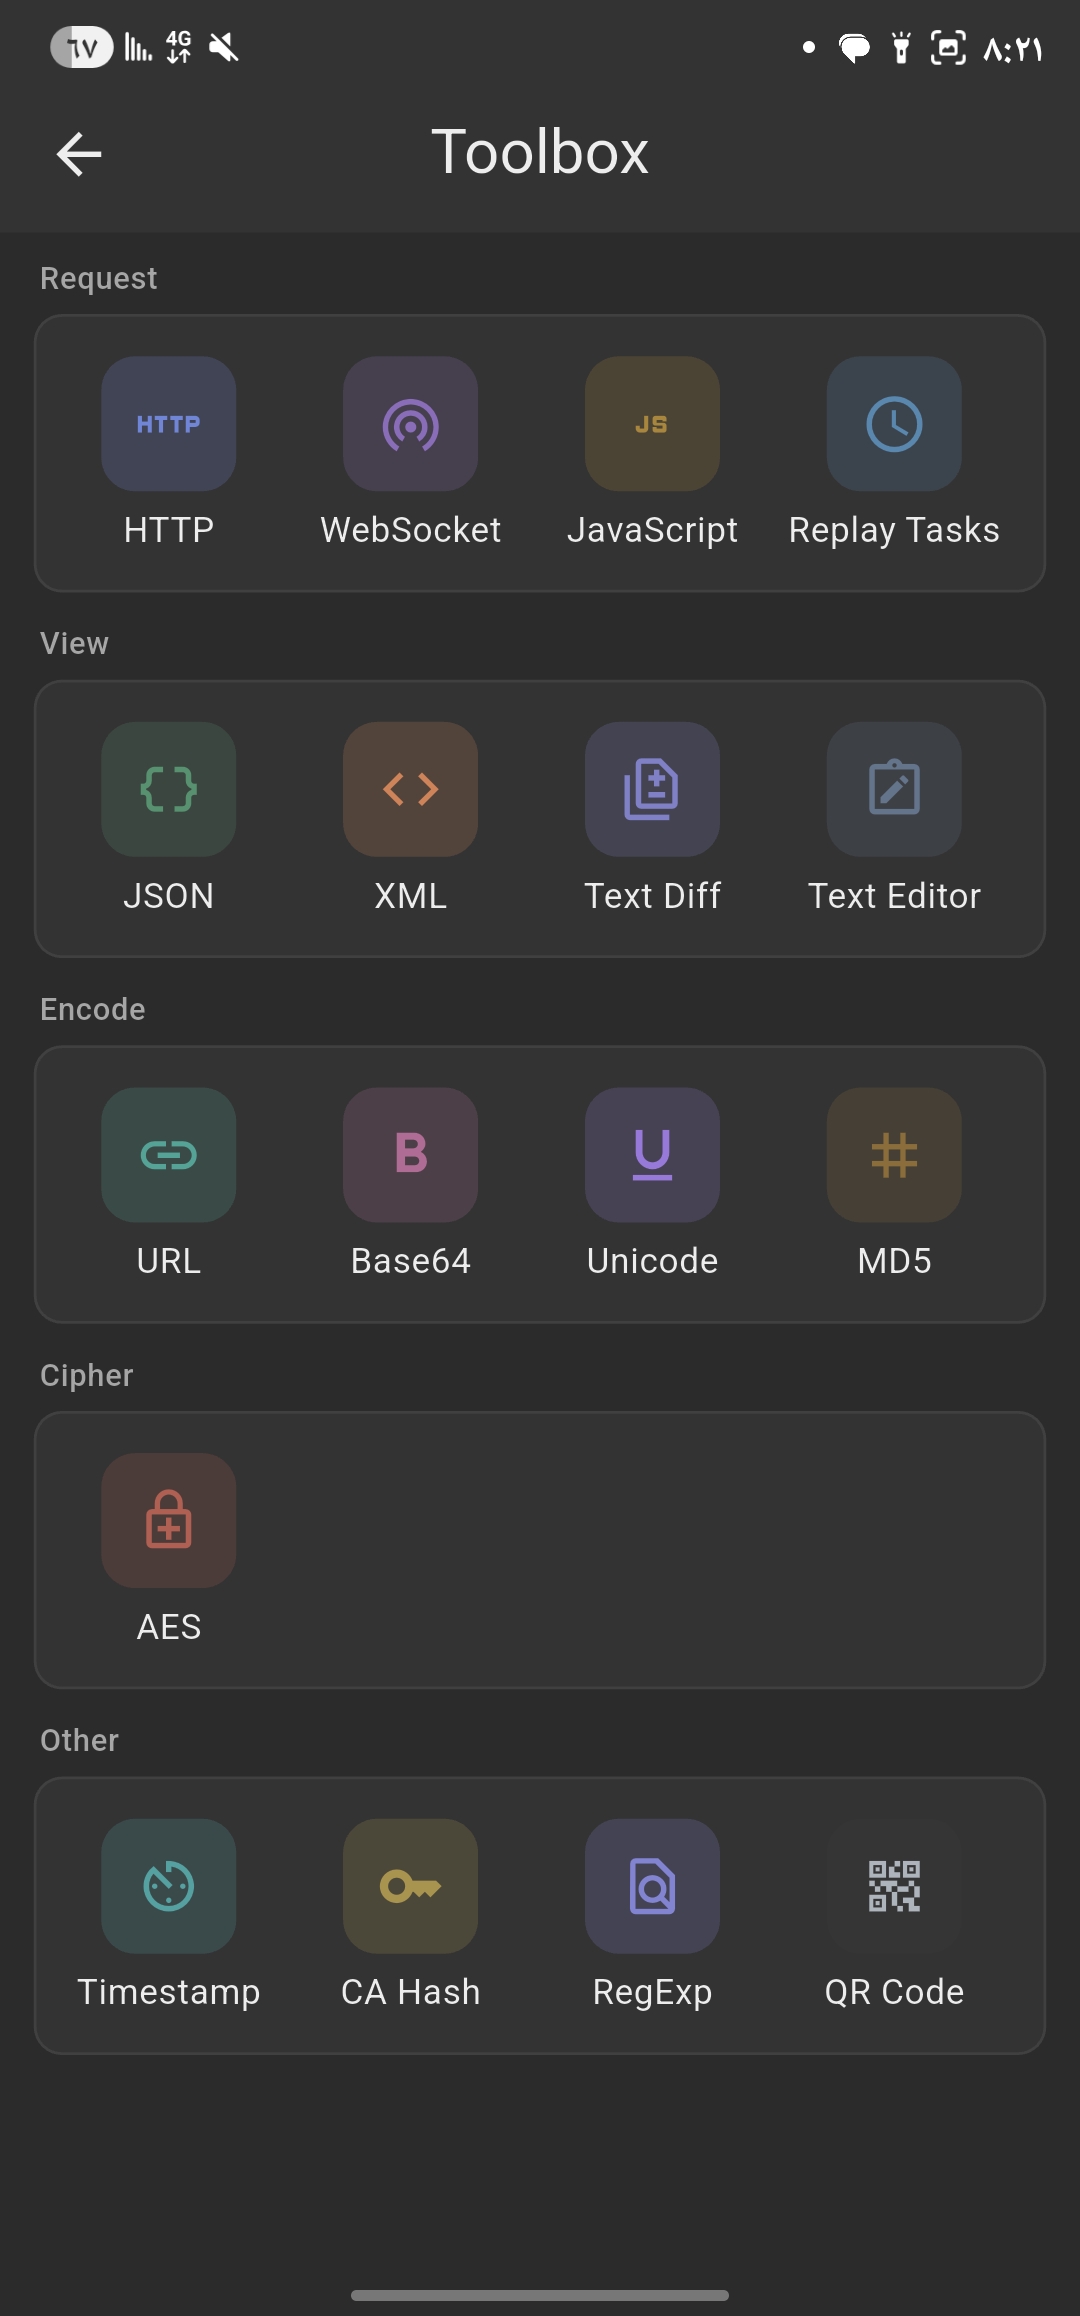 ٦٧ 4G ٨:٢١
Toolbox
Request
HTTP JS
HTTP WebSocket JavaScript Replay Tasks
View
JSON XML Text Diff Text Editor
Encode
URL Base64 Unicode MD5
Cipher
AES
Other
Timestamp CA Hash RegExp QR Code